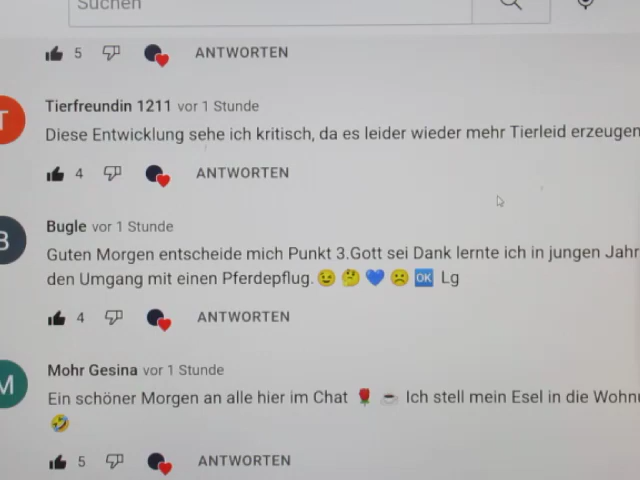 Suchen
5 ANTWORTEN
T
Tierfreundin 1211 vor 1 Stunde
Diese Entwicklung sehe ich kritisch, da es leider wieder mehr Tierleid erzeugen
4 ANTWORTEN
B
Bugle vor 1 Stunde
Guten Morgen entscheide mich Punkt 3.Gott sei Dank lernte ich in jungen Jahr
den Umgang mit einen Pferdepflug.😉🤔💙☹️🆗 Lg
4 ANTWORTEN
M
Mohr Gesina vor 1 Stunde
Ein schöner Morgen an alle hier im Chat 🌹 ☕ Ich stell mein Esel in die Wohn
🤣
5 ANTWORTEN